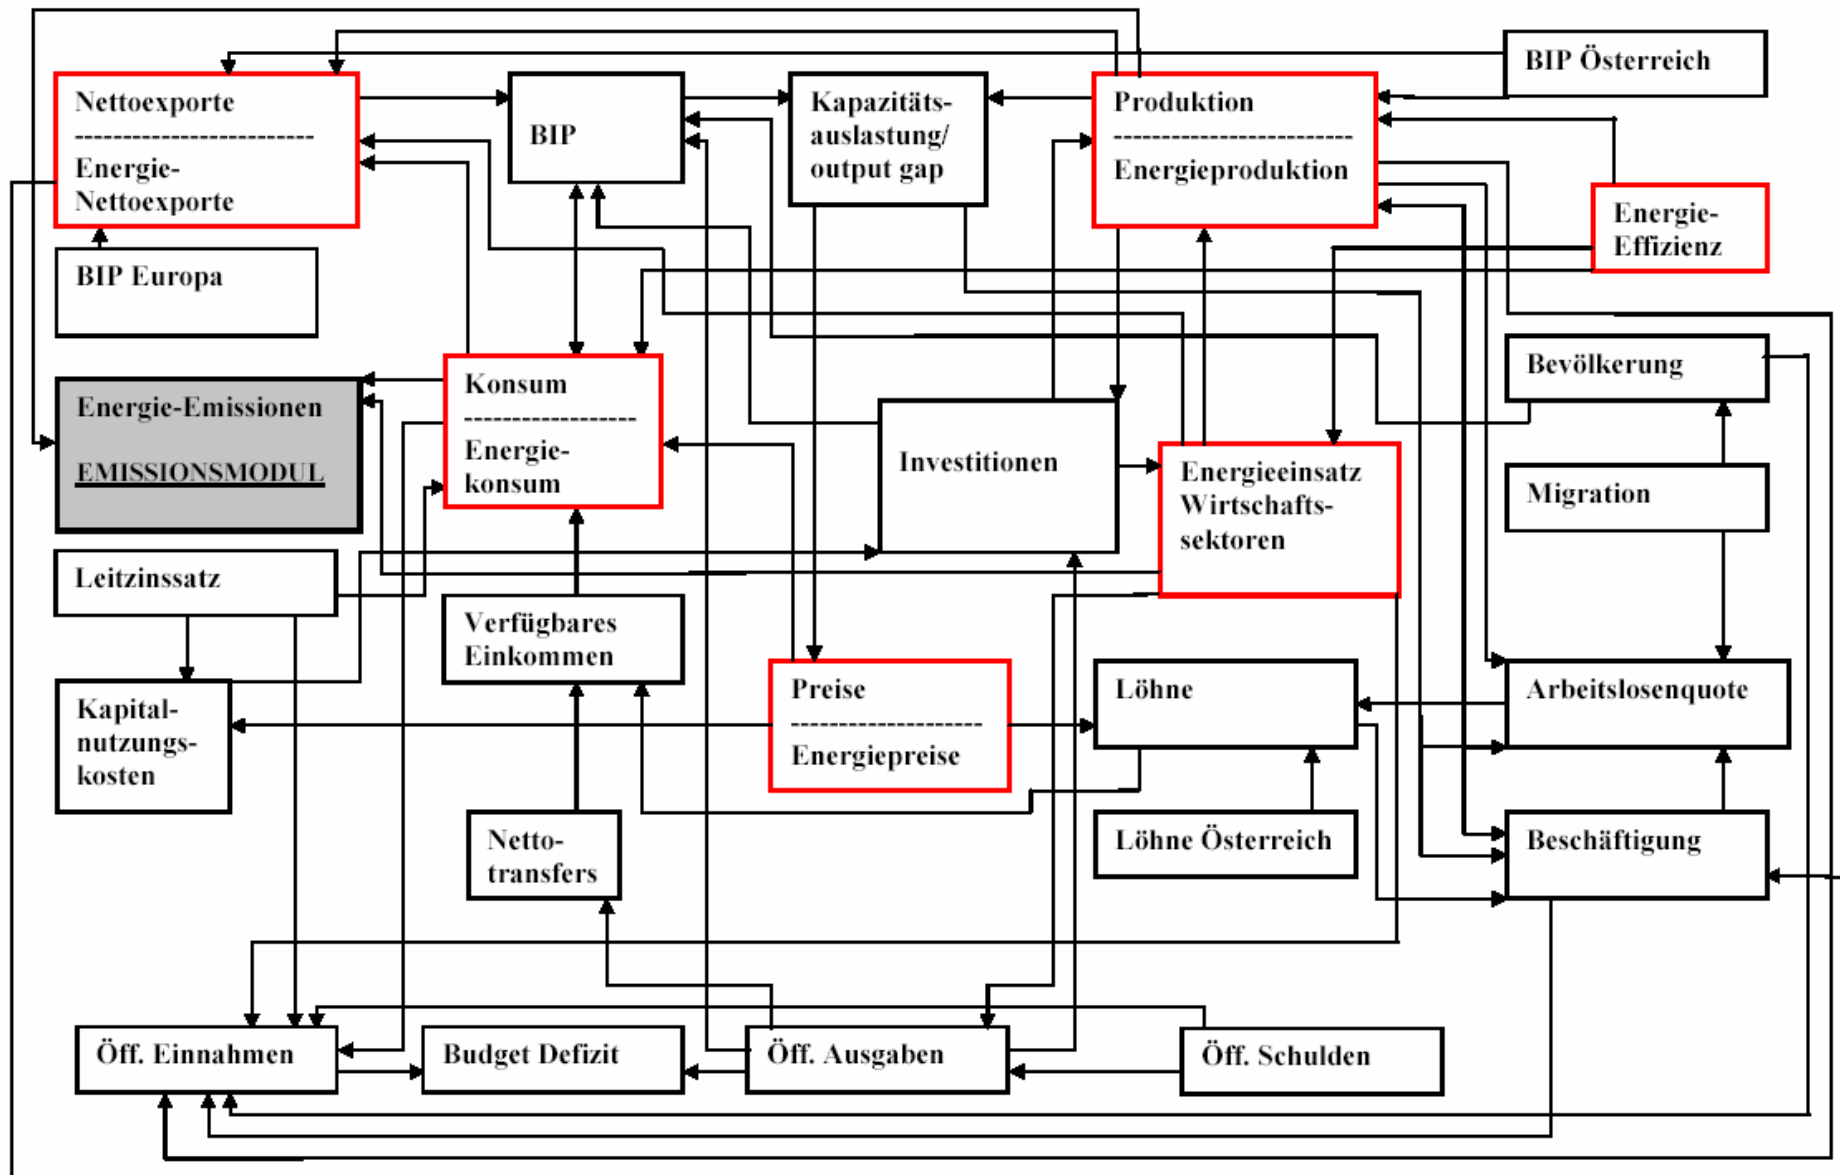 BIP Österreich
Nettoexporte
------------------------
Energie-
Nettoexporte
BIP
Kapazitäts-
auslastung/
output gap
Produktion
------------------------
Energieproduktion
Energie-
Effizienz
BIP Europa
Konsum
------------------
Energie-
konsum
Bevölkerung
Energie-Emissionen
EMISSIONSMODUL
Investitionen
Energieeinsatz
Wirtschafts-
sektoren
Migration
Leitzinssatz
Verfügbares
Einkommen
Kapital-
nutzungs-
kosten
Preise
--------------------
Energiepreise
Löhne
Arbeitslosenquote
Netto-
transfers
Löhne Österreich
Beschäftigung
Öff. Einnahmen
Budget Defizit
Öff. Ausgaben
Öff. Schulden